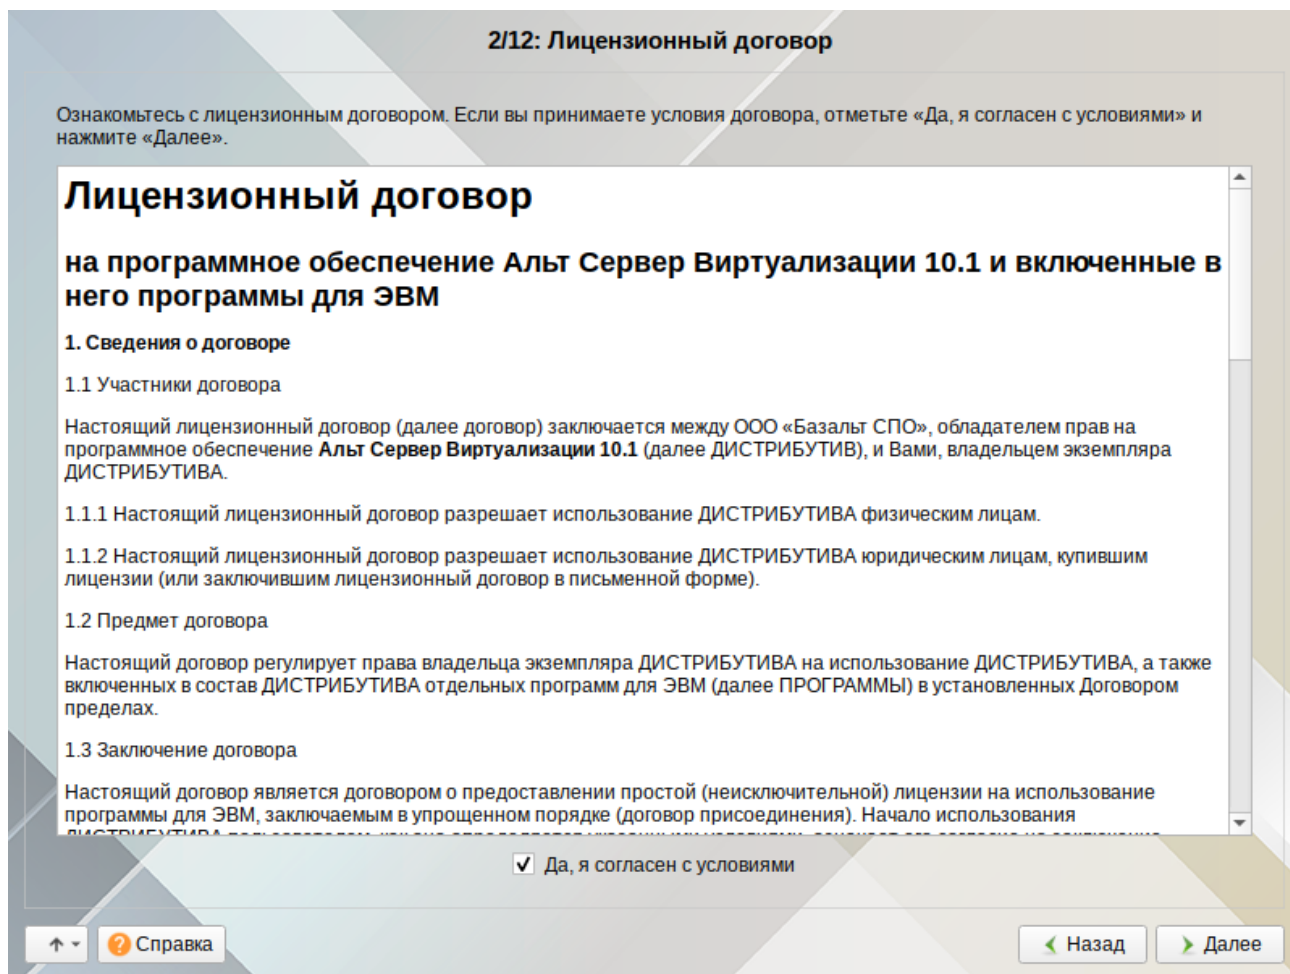 2/12: Лицензионный договор
Ознакомьтесь с лицензионным договором. Если вы принимаете условия договора, отметьте «Да, я согласен с условиями» и
нажмите «Далее».
Лицензионный договор
на программное обеспечение Альт Сервер Виртуализации 10.1 и включенные в
него программы для ЭВМ
1. Сведения о договоре
1.1 Участники договора
Настоящий лицензионный договор (далее договор) заключается между ООО «Базальт СПО», обладателем прав на
программное обеспечение Альт Сервер Виртуализации 10.1 (далее ДИСТРИБУТИВ), и Вами, владельцем экземпляра
ДИСТРИБУТИВА.
1.1.1 Настоящий лицензионный договор разрешает использование ДИСТРИБУТИВА физическим лицам.
1.1.2 Настоящий лицензионный договор разрешает использование ДИСТРИБУТИВА юридическим лицам, купившим
лицензии (или заключившим лицензионный договор в письменной форме).
1.2 Предмет договора
Настоящий договор регулирует права владельца экземпляра ДИСТРИБУТИВА на использование ДИСТРИБУТИВА, а также
включенных в состав ДИСТРИБУТИВА отдельных программ для ЭВМ (далее ПРОГРАММЫ) в установленных Договором
пределах.
1.3 Заключение договора
Настоящий договор является договором о предоставлении простой (неисключительной) лицензии на использование
программы для ЭВМ, заключаемым в упрощенном порядке (договор присоединения). Начало использования
Да, я согласен с условиями
Справка
Назад
Далее